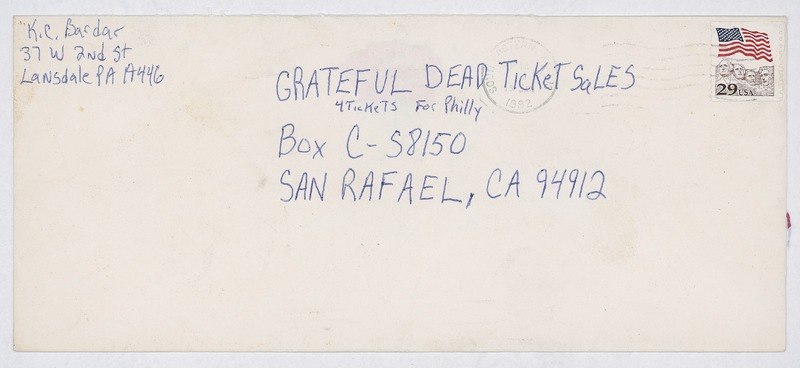 K.C. Bardar
37 W 2nd St
Lansdale PA 19446
GRATEFUL DEAD TicKeT SaLES
4 TicKeTS For Philly
Box C-S8150
SAN RAFAEL, CA 94912
1992
29 USA